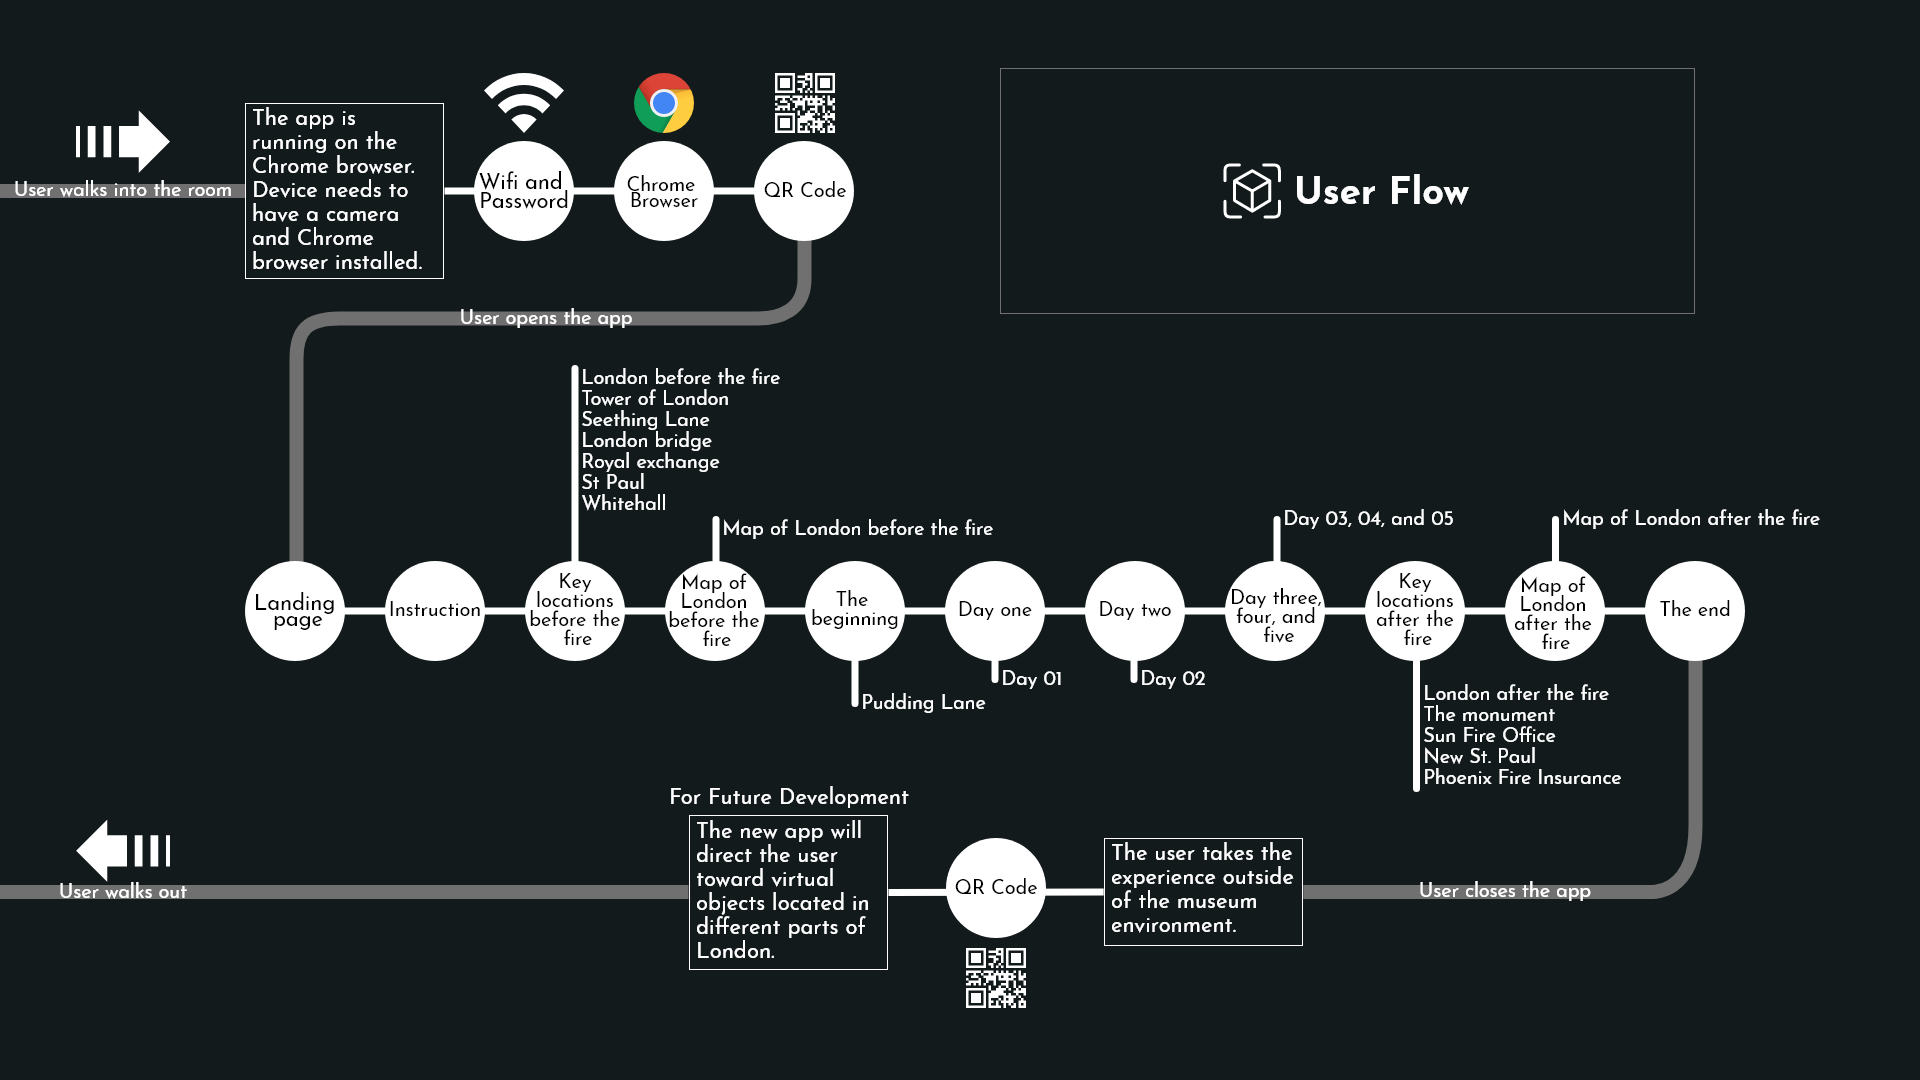 User Flow
User walks into the room
The app is
running on the
Chrome browser.
Device needs to
have a camera
and Chrome
browser installed.
Wifi and
Password
Chrome
Browser
QR Code
User opens the app
London before the fire
Tower of London
Seething Lane
London bridge
Royal exchange
St Paul
Whitehall
Map of London before the fire
Day 03, 04, and 05
Map of London after the fire
Landing
page
Instruction
Key
locations
before the
fire
Map of
London
before the
fire
The
beginning
Day one
Day two
Day three,
four, and
five
Key
locations
after the
fire
Map of
London
after the
fire
The end
Pudding Lane
Day 01
Day 02
London after the fire
The monument
Sun Fire Office
New St. Paul
Phoenix Fire Insurance
User closes the app
The user takes the
experience outside
of the museum
environment.
QR Code
For Future Development
The new app will
direct the user
toward virtual
objects located in
different parts of
London.
User walks out